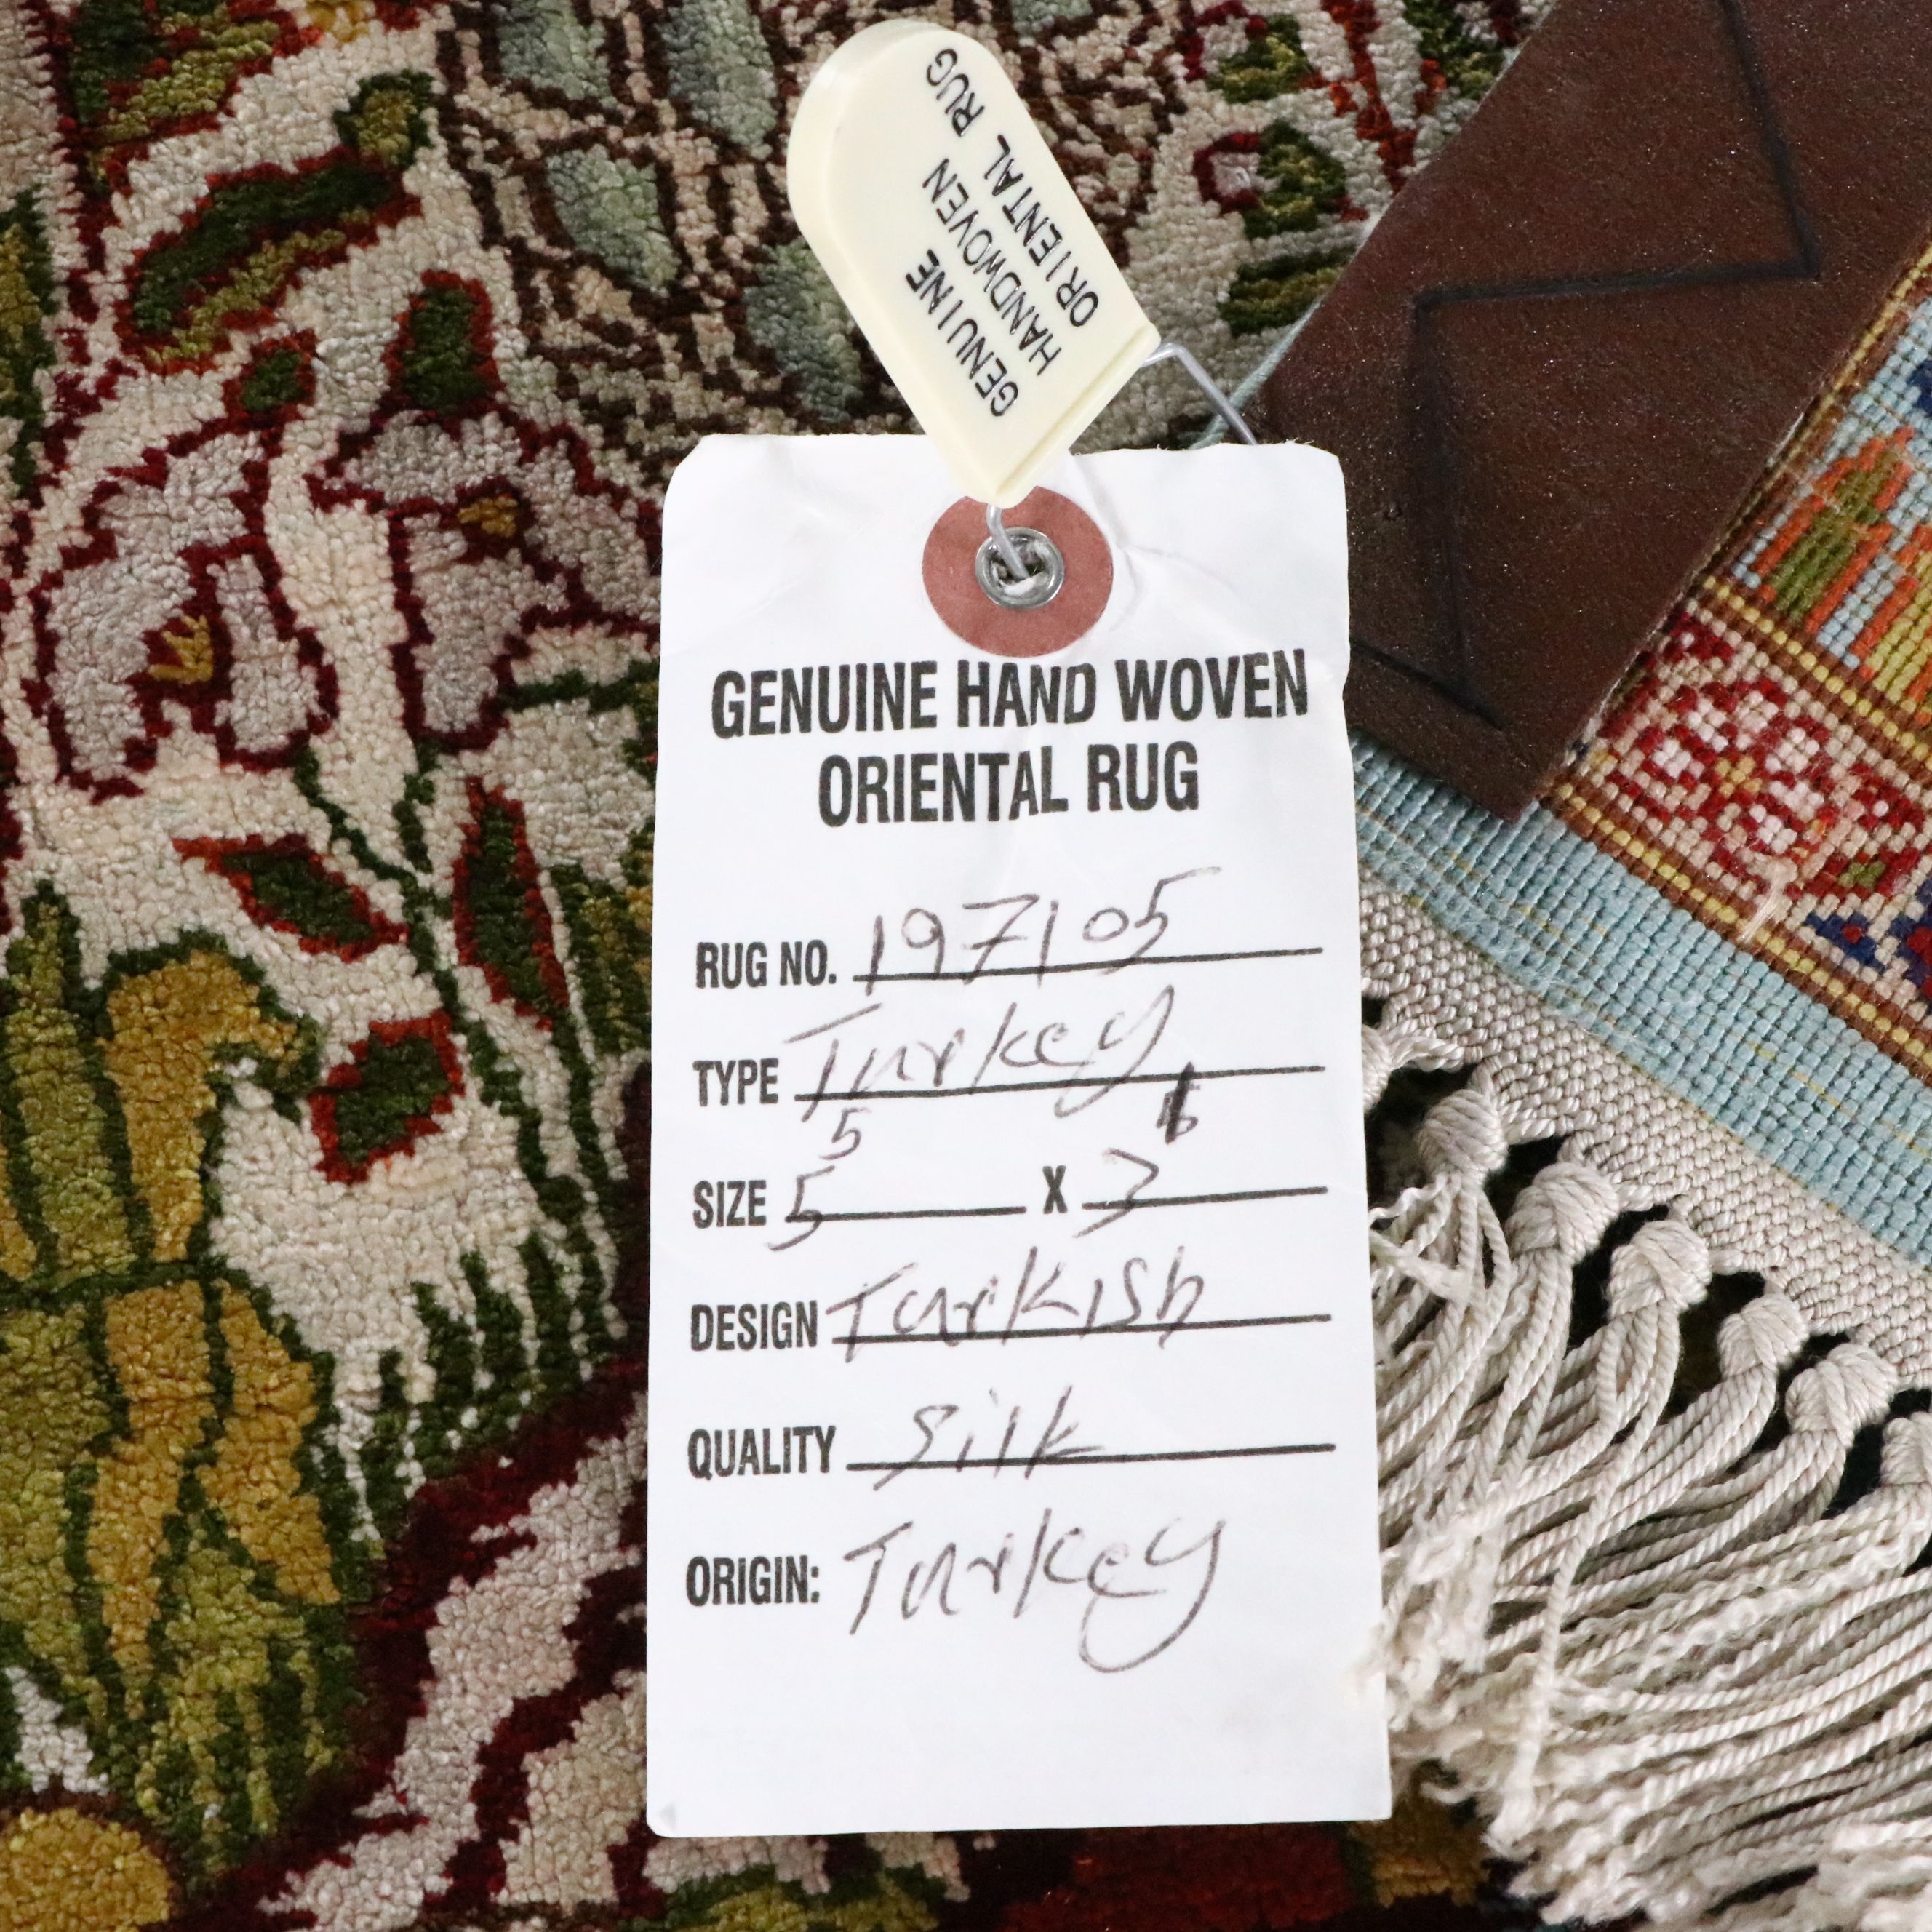 GENUINE
HANDWOVEN
ORIENTAL RUG
GENUINE HAND WOVEN
ORIENTAL RUG
RUG NO. 197105
TYPE Turkey
5 6
SIZE 5 X 3
DESIGN Turkish
QUALITY Silk
ORIGIN: Turkey